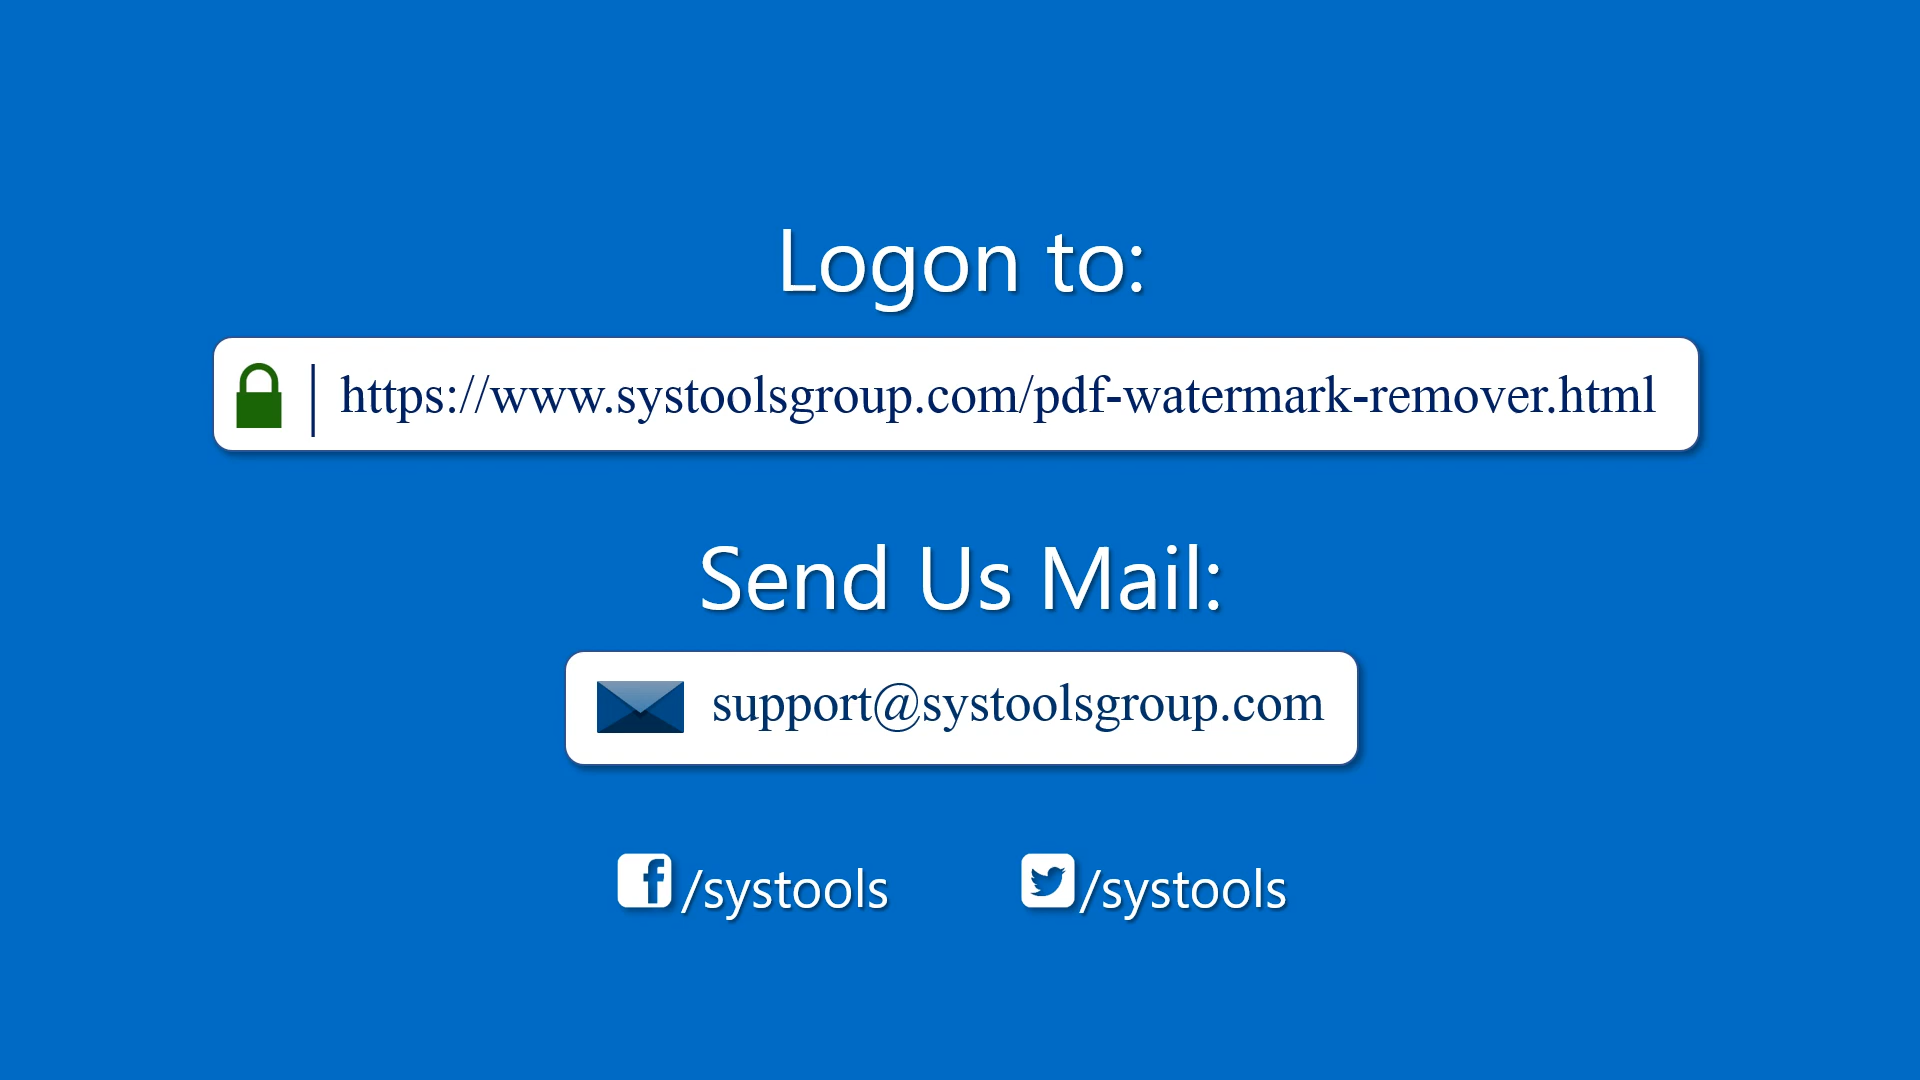 Logon to:
https://www.systoolsgroup.com/pdf-watermark-remover.html
Send Us Mail:
support@systoolsgroup.com
/systools /systools